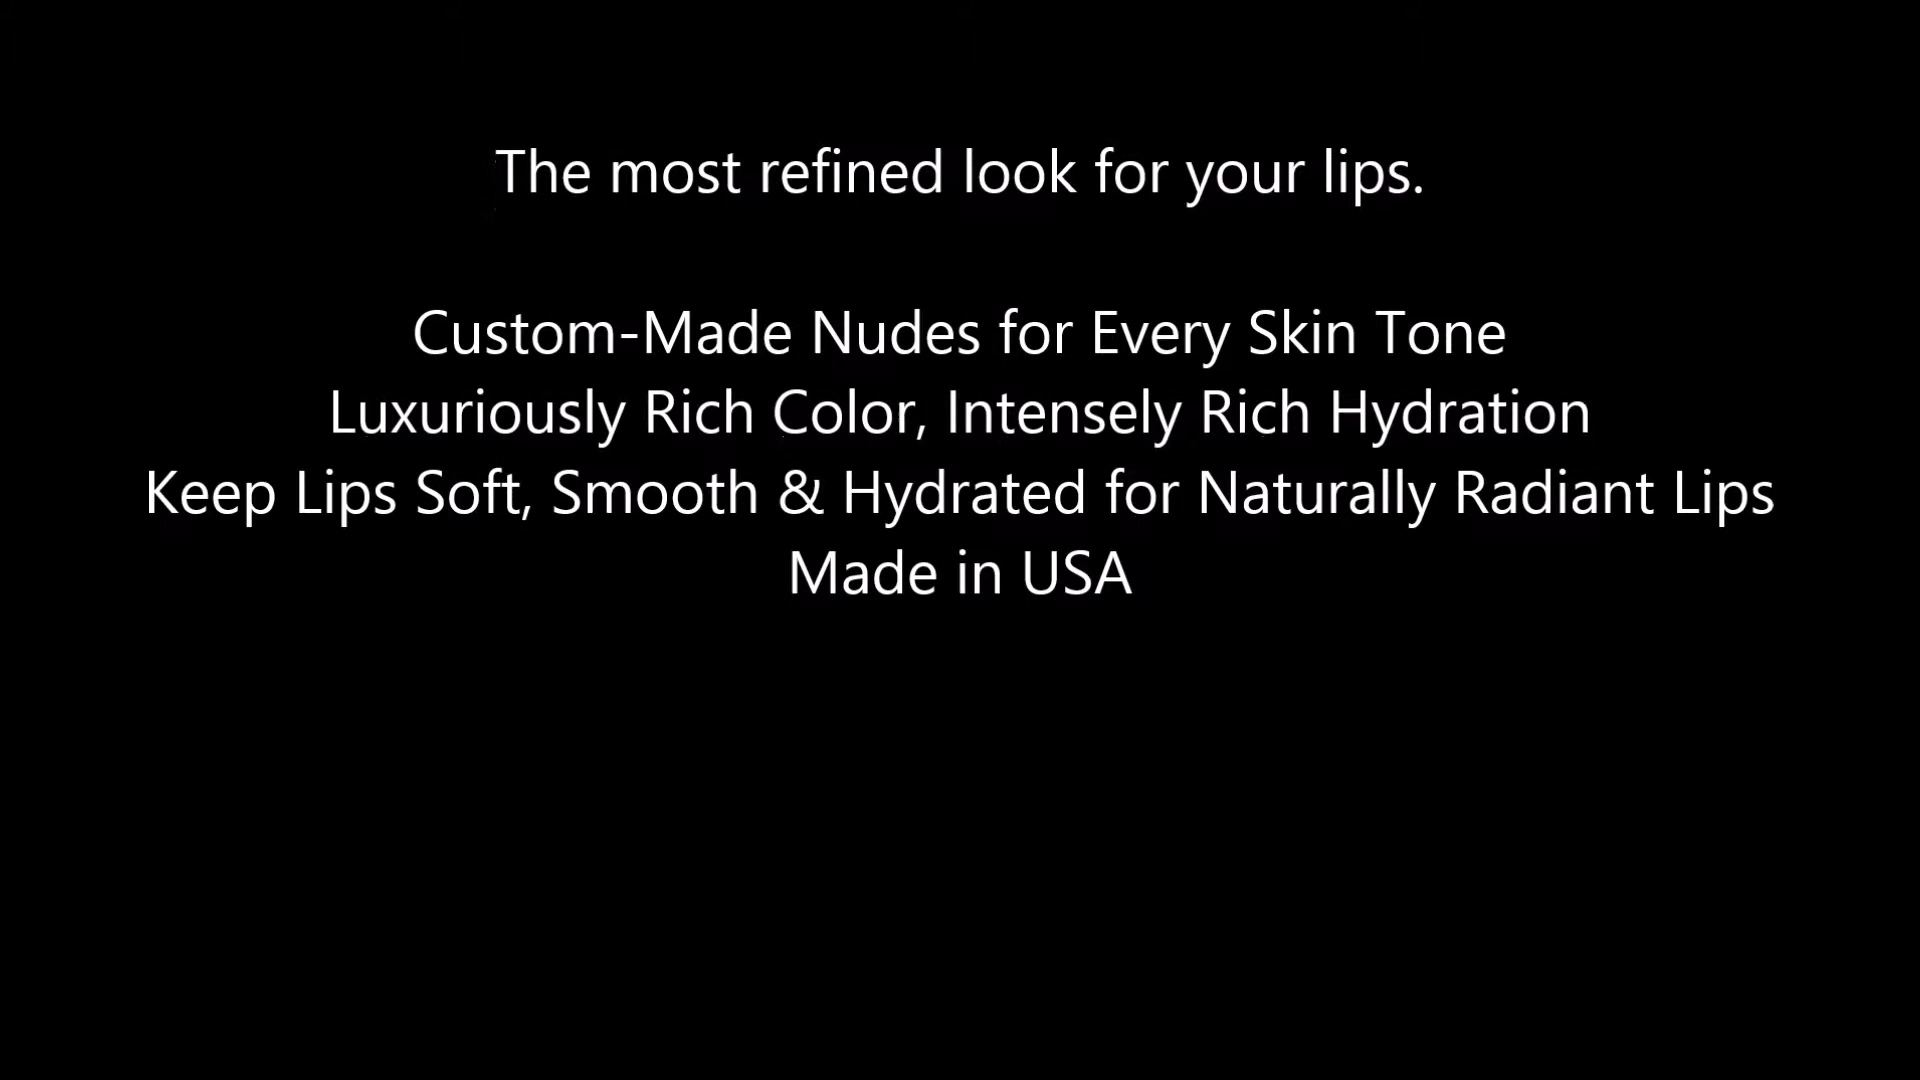 The most refined look for your lips.
Custom-Made Nudes for Every Skin Tone
Luxuriously Rich Color, Intensely Rich Hydration
Keep Lips Soft, Smooth & Hydrated for Naturally Radiant Lips
Made in USA